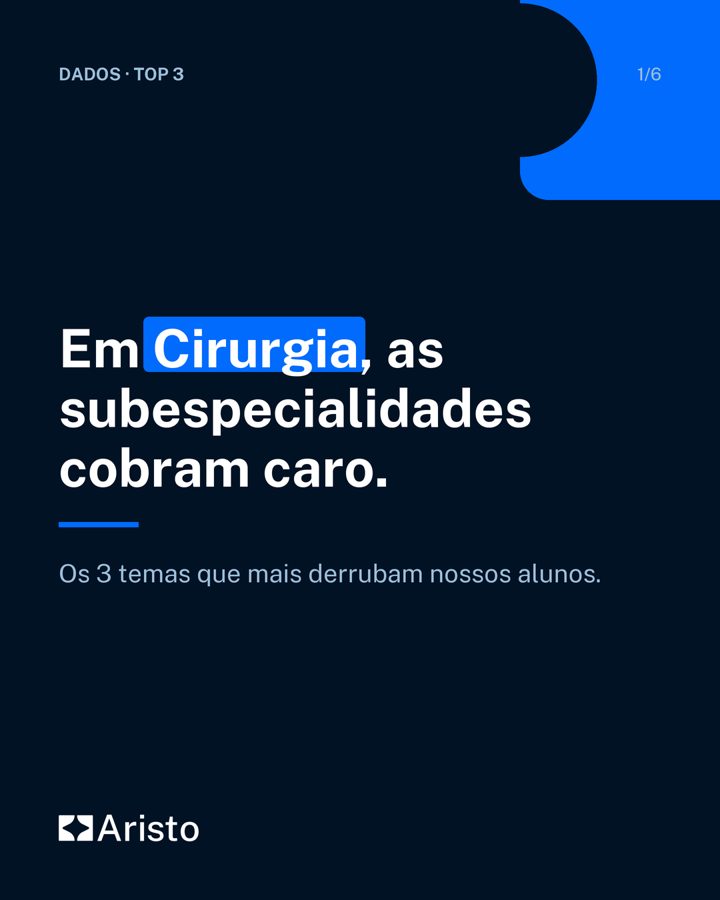 DADOS · TOP 3
1/6
Em Cirurgia, as
subespecialidades
cobram caro.
Os 3 temas que mais derrubam nossos alunos.
Aristo